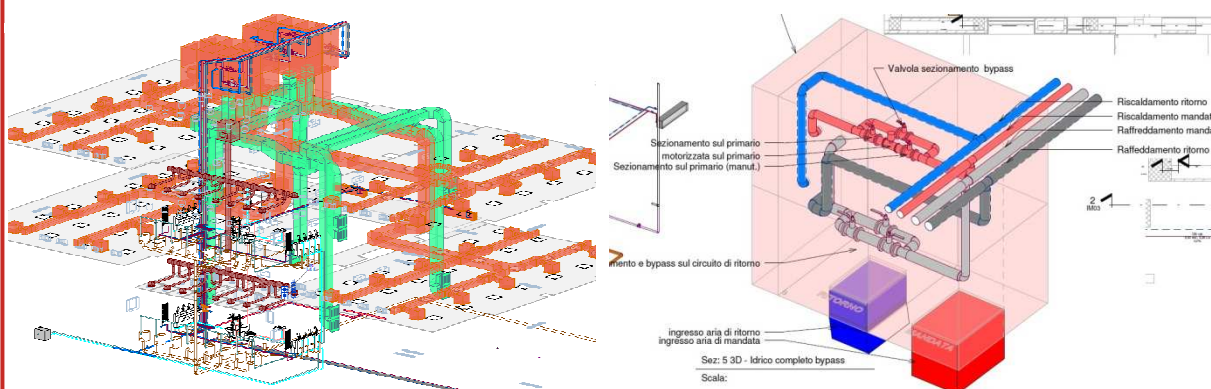 Valvola sezionamento bypass
Riscaldamento ritorno
Riscaldamento mandat
Raffreddamento manda
Raffeddamento ritorno
Sezionamento sul primario
motorizzata sul primario
Sezionamento sul primario (manut.)
2
IM03
mento e bypass sul circuito di ritorno
RITORNO
MANDATA
ingresso aria di ritorno
ingresso aria di mandata
Sez: 5 3D - Idrico completo bypass
Scala: